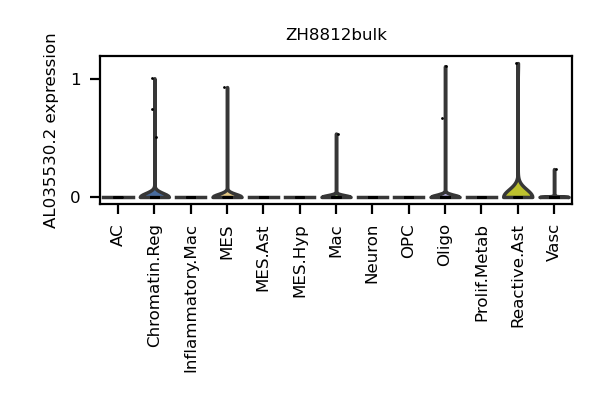 ZH8812bulk
AL035530.2 expression
1
0
AC
Chromatin.Reg
Inflammatory.Mac
MES
MES.Ast
MES.Hyp
Mac
Neuron
OPC
Oligo
Prolif.Metab
Reactive.Ast
Vasc